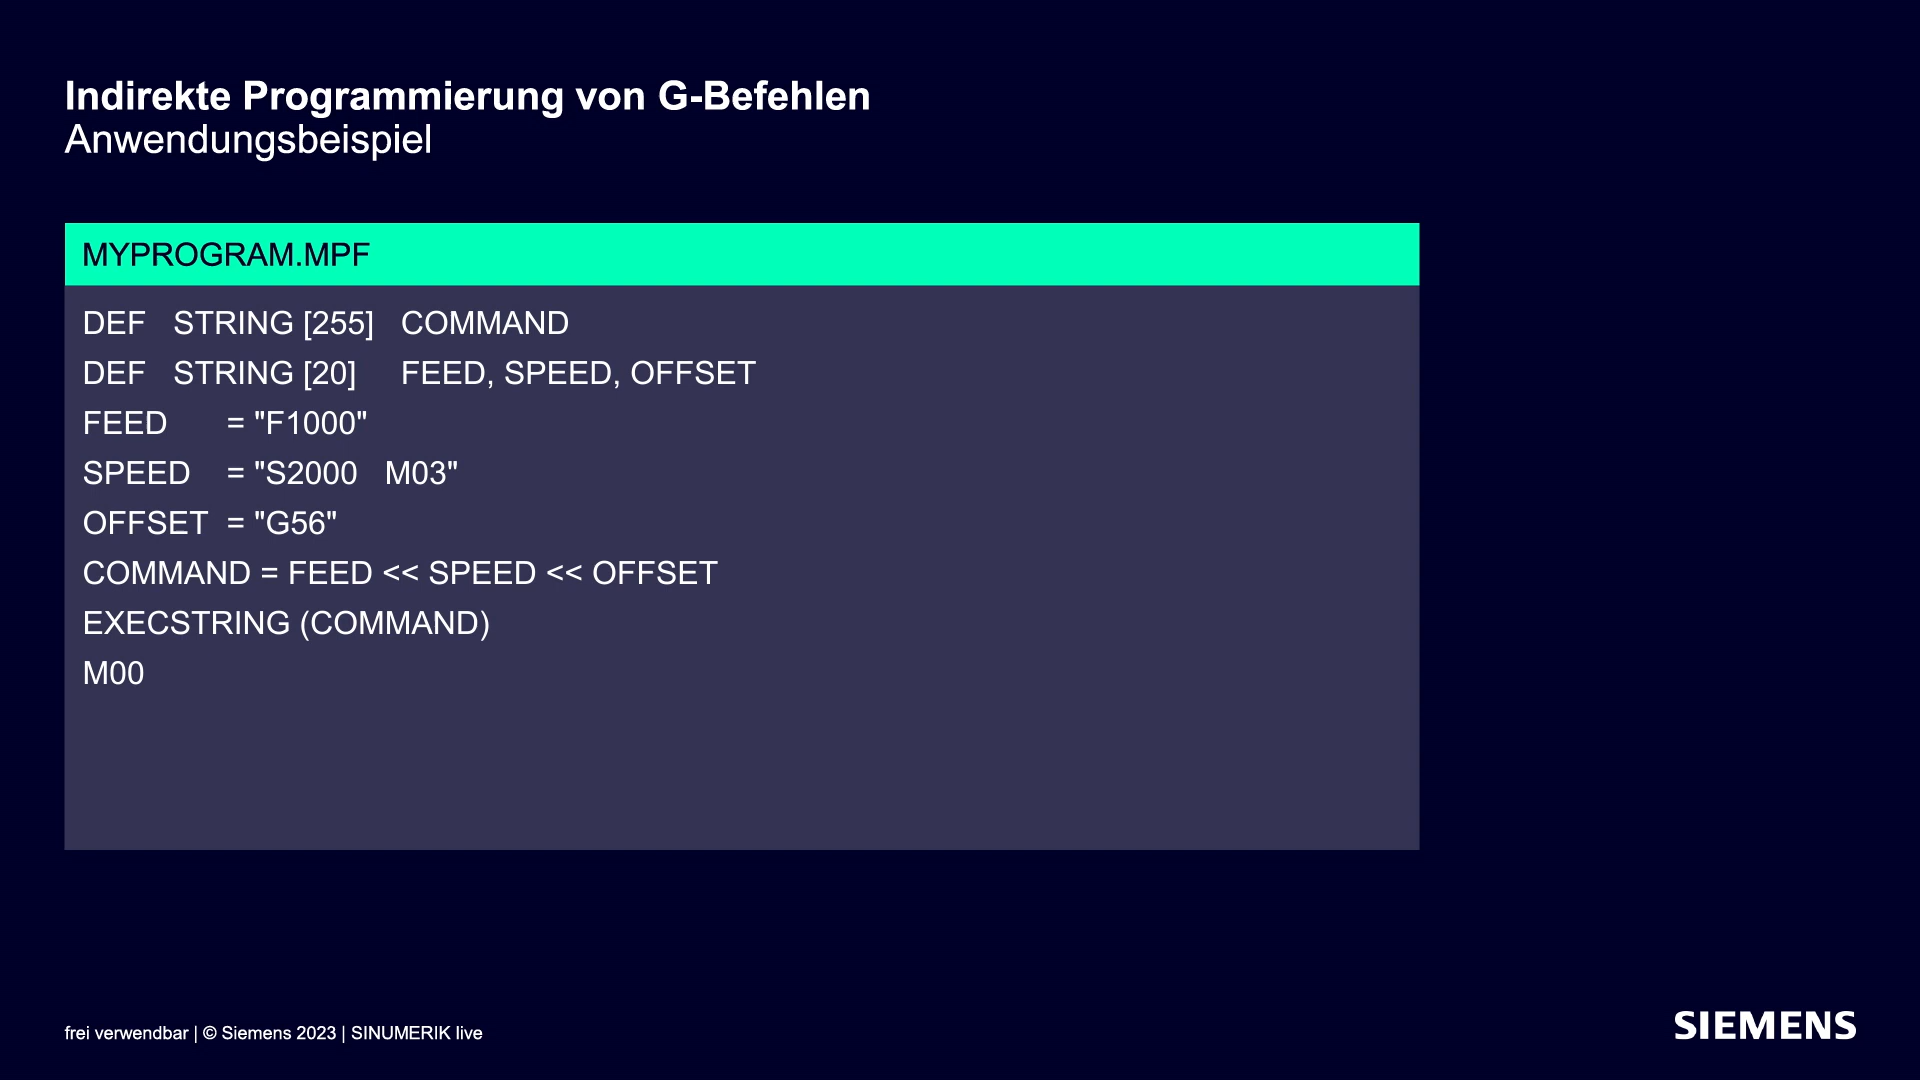 Indirekte Programmierung von G-Befehlen
Anwendungsbeispiel
MYPROGRAM.MPF
DEF STRING [255] COMMAND
DEF STRING [20] FEED, SPEED, OFFSET
FEED = "F1000"
SPEED = "S2000 M03"
OFFSET = "G56"
COMMAND = FEED << SPEED << OFFSET
EXECSTRING (COMMAND)
M00
frei verwendbar | © Siemens 2023 | SINUMERIK live
SIEMENS